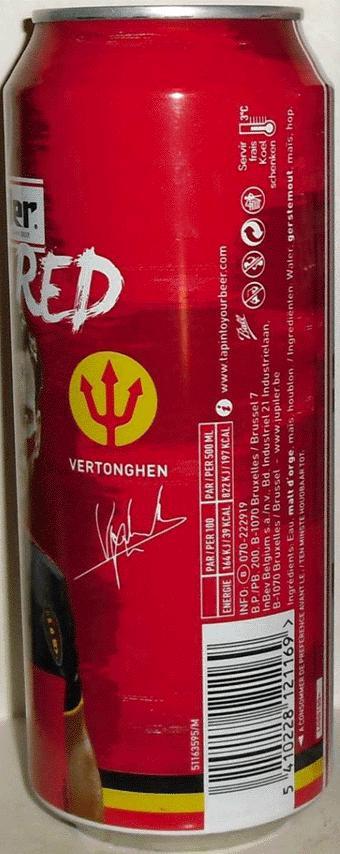 er.
RED
VERTONGHEN
51163595/M
PAR/PER 100 PAR/PER 500 ML
ENERGIE 164KJ/39 KCAL 822 KJ/197 KCAL
www.tapintoyourbeer.com
INFO: B 070-222919
B.P./PB. 200, B-1070 Bruxelles / Brussel 7
InBev Belgium s.a. / n.v. Bd. Industriel 21 Industrielaan,
B-1070 Bruxelles / Brussel - www.jupiler.be
Ingrédients: Eau, malt d'orge, maïs, houblon / Ingrediënten: Water, gerstemout, maïs, hop.
A CONSOMMER DE PREFERENCE AVANT LE: / TEN MINSTE HOUDBAAR TOT:
Ball
Servir frais
Koel schenken
3°C
5 410228 121169 >